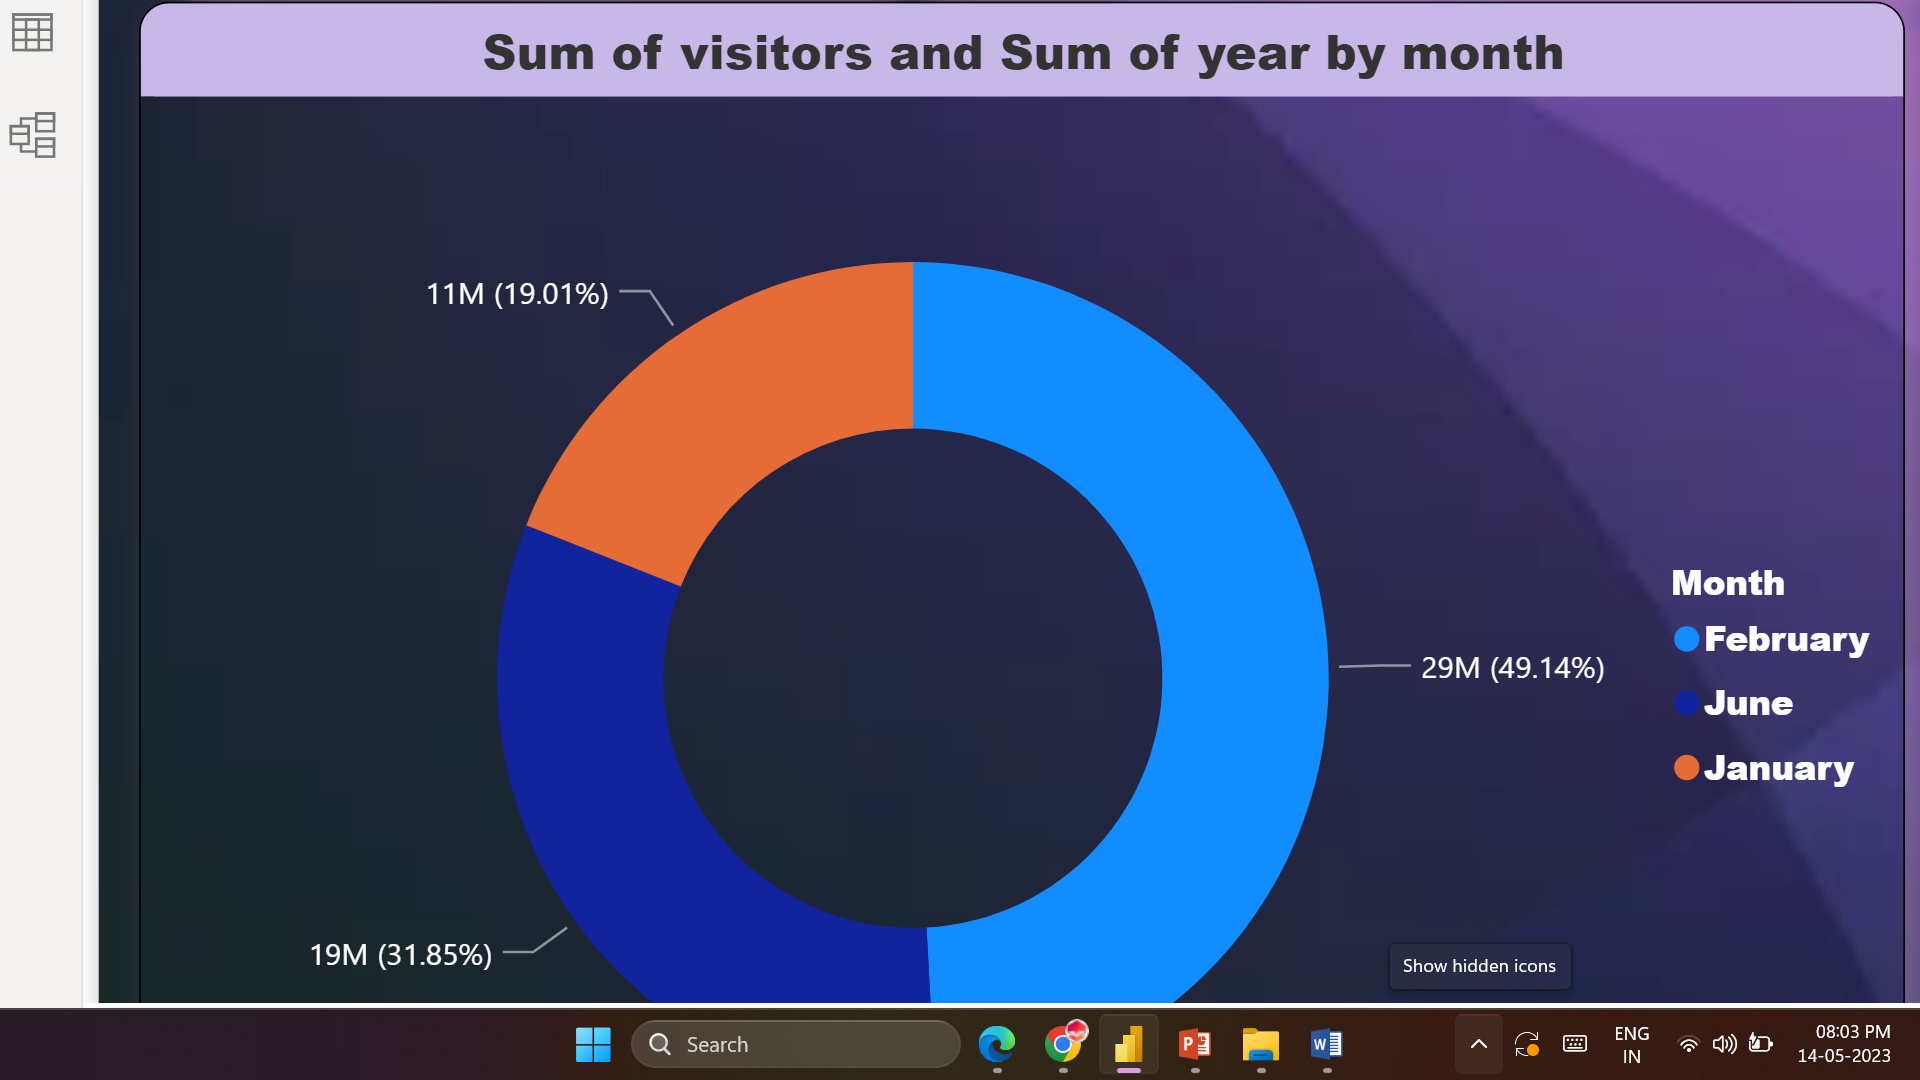 Sum of visitors and Sum of year by month
11M (19.01%)
29M (49.14%)
19M (31.85%)
Month
February
June
January
Show hidden icons
Search
P
W
ENG
IN
08:03 PM
14-05-2023